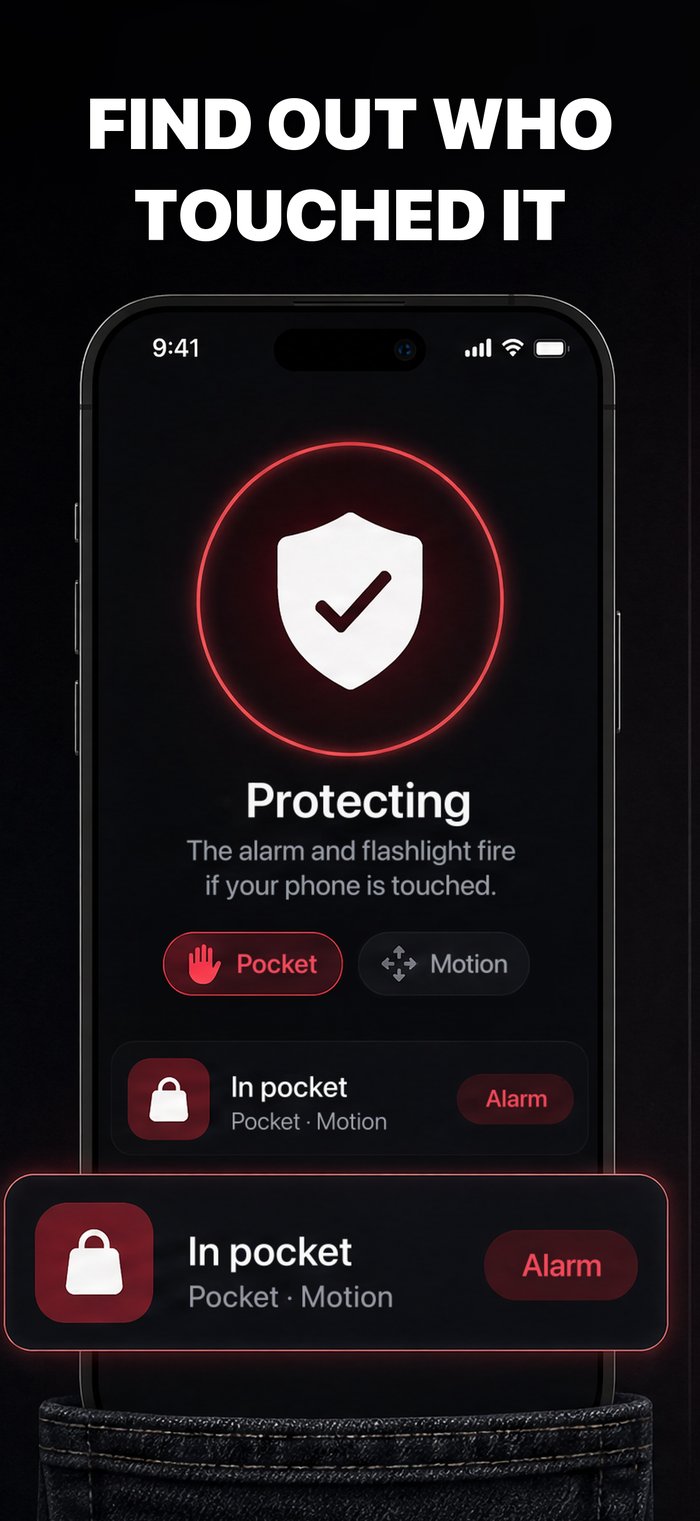 FIND OUT WHO
TOUCHED IT
9:41
Protecting
The alarm and flashlight fire
if your phone is touched.
Pocket
Motion
In pocket
Pocket · Motion
Alarm
In pocket
Pocket · Motion
Alarm